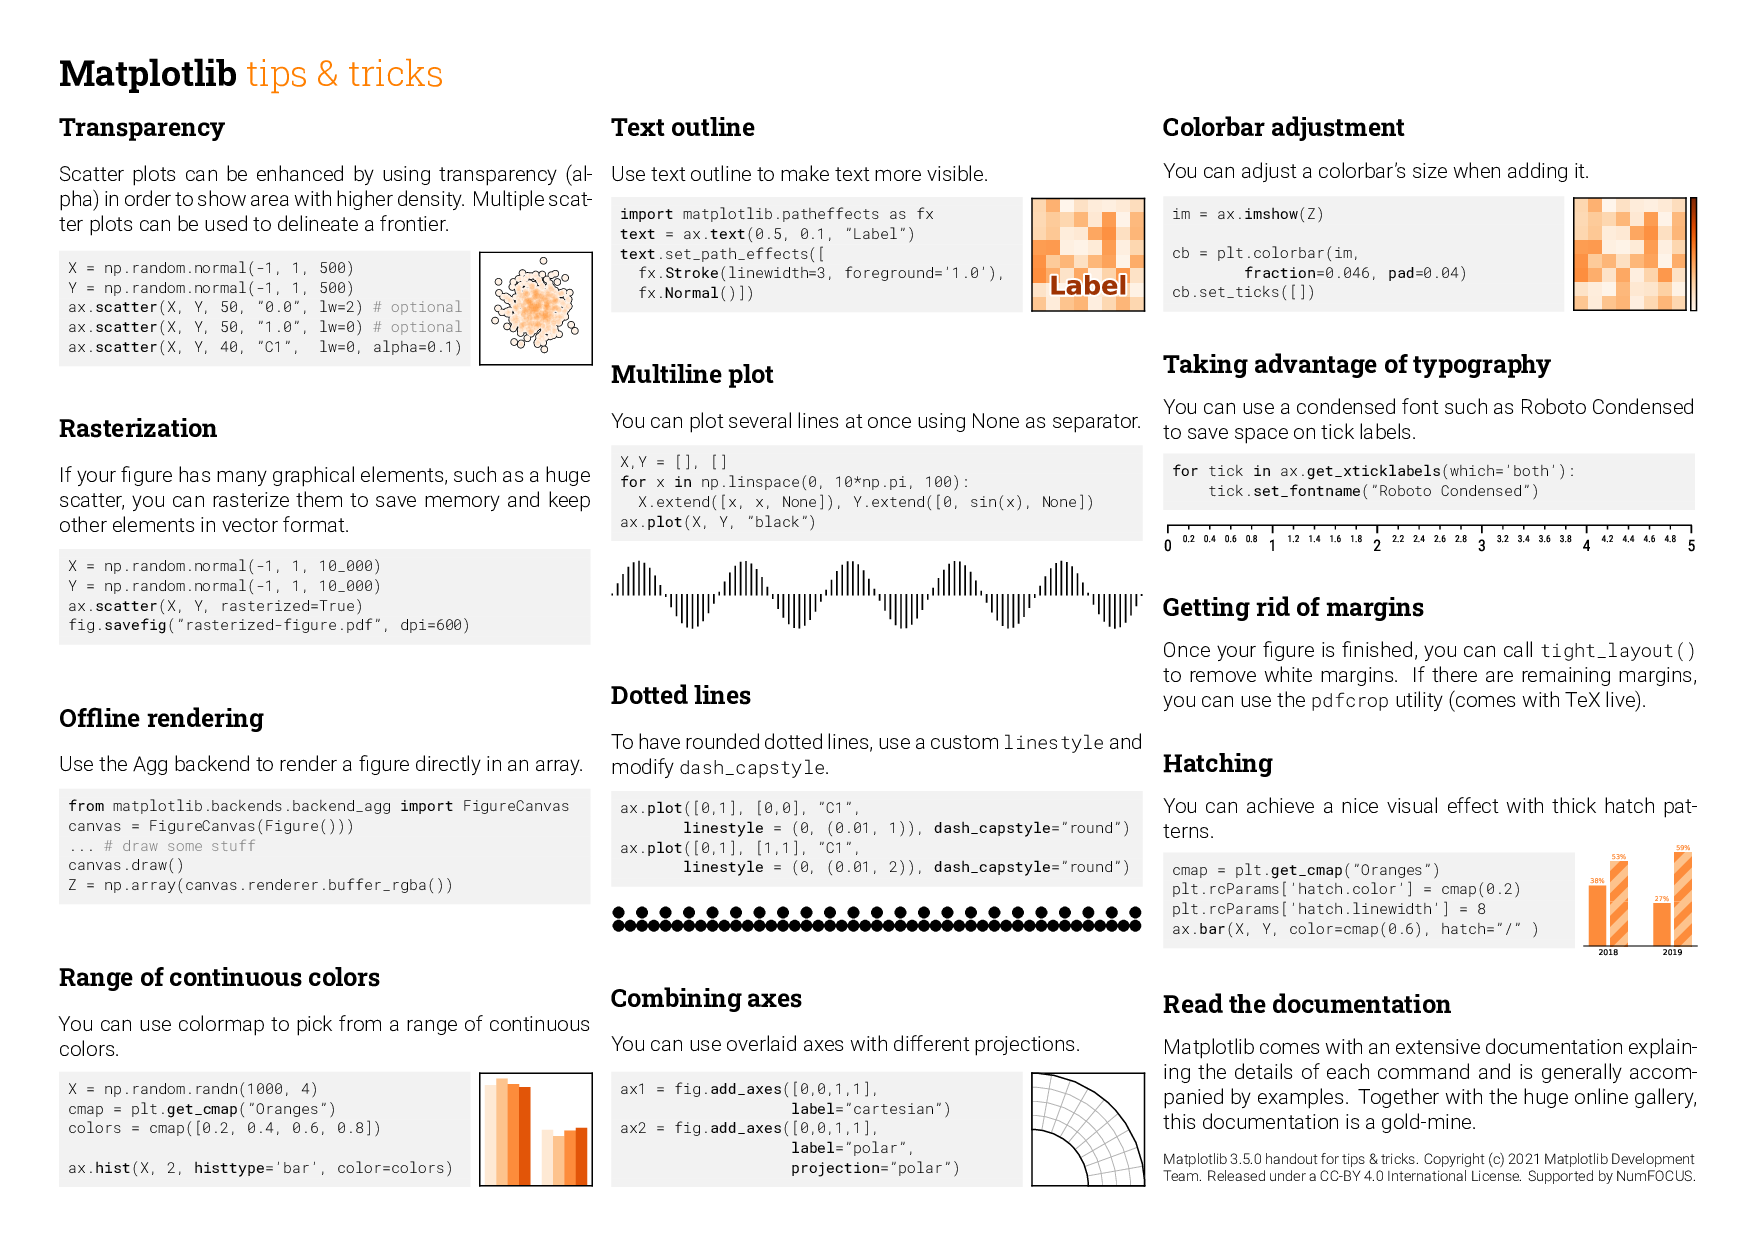 Matplotlib tips & tricks
Transparency
Scatter plots can be enhanced by using transparency (al-
pha) in order to show area with higher density. Multiple scat-
ter plots can be used to delineate a frontier.
X = np.random.normal(-1, 1, 500)
Y = np.random.normal(-1, 1, 500)
ax.scatter(X, Y, 50, "0.0", lw=2) # optional
ax.scatter(X, Y, 50, "1.0", lw=0) # optional
ax.scatter(X, Y, 40, "C1", lw=0, alpha=0.1)
Rasterization
If your figure has many graphical elements, such as a huge
scatter, you can rasterize them to save memory and keep
other elements in vector format.
X = np.random.normal(-1, 1, 10_000)
Y = np.random.normal(-1, 1, 10_000)
ax.scatter(X, Y, rasterized=True)
fig.savefig("rasterized-figure.pdf", dpi=600)
Offline rendering
Use the Agg backend to render a figure directly in an array.
from matplotlib.backends.backend_agg import FigureCanvas
canvas = FigureCanvas(Figure()))
... # draw some stuff
canvas.draw()
Z = np.array(canvas.renderer.buffer_rgba())
Range of continuous colors
You can use colormap to pick from a range of continuous
colors.
X = np.random.randn(1000, 4)
cmap = plt.get_cmap("Oranges")
colors = cmap([0.2, 0.4, 0.6, 0.8])
ax.hist(X, 2, histtype='bar', color=colors)
Text outline
Use text outline to make text more visible.
import matplotlib.patheffects as fx
text = ax.text(0.5, 0.1, "Label")
text.set_path_effects([
fx.Stroke(linewidth=3, foreground='1.0'),
fx.Normal()])
Label
Multiline plot
You can plot several lines at once using None as separator.
X,Y = [], []
for x in np.linspace(0, 10*np.pi, 100):
X.extend([x, x, None]), Y.extend([0, sin(x), None])
ax.plot(X, Y, "black")
Dotted lines
To have rounded dotted lines, use a custom linestyle and
modify dash_capstyle.
ax.plot([0,1], [0,0], "C1",
linestyle = (0, (0.01, 1)), dash_capstyle="round")
ax.plot([0,1], [1,1], "C1",
linestyle = (0, (0.01, 2)), dash_capstyle="round")
Combining axes
You can use overlaid axes with different projections.
ax1 = fig.add_axes([0,0,1,1],
label="cartesian")
ax2 = fig.add_axes([0,0,1,1],
label="polar",
projection="polar")
Colorbar adjustment
You can adjust a colorbar's size when adding it.
im = ax.imshow(Z)
cb = plt.colorbar(im,
fraction=0.046, pad=0.04)
cb.set_ticks([])
Taking advantage of typography
You can use a condensed font such as Roboto Condensed
to save space on tick labels.
for tick in ax.get_xticklabels(which='both'):
tick.set_fontname("Roboto Condensed")
0 0.2 0.4 0.6 0.8 1 1.2 1.4 1.6 1.8 2 2.2 2.4 2.6 2.8 3 3.2 3.4 3.6 3.8 4 4.2 4.4 4.6 4.8 5
Getting rid of margins
Once your figure is finished, you can call tight_layout()
to remove white margins. If there are remaining margins,
you can use the pdfcrop utility (comes with TeX live).
Hatching
You can achieve a nice visual effect with thick hatch pat-
terns.
cmap = plt.get_cmap("Oranges")
plt.rcParams['hatch.color'] = cmap(0.2)
plt.rcParams['hatch.linewidth'] = 8
ax.bar(X, Y, color=cmap(0.6), hatch="/" )
38% 53% 27% 59%
2018 2019
Read the documentation
Matplotlib comes with an extensive documentation explain-
ing the details of each command and is generally accom-
panied by examples. Together with the huge online gallery,
this documentation is a gold-mine.
Matplotlib 3.5.0 handout for tips & tricks. Copyright (c) 2021 Matplotlib Development
Team. Released under a CC-BY 4.0 International License. Supported by NumFOCUS.